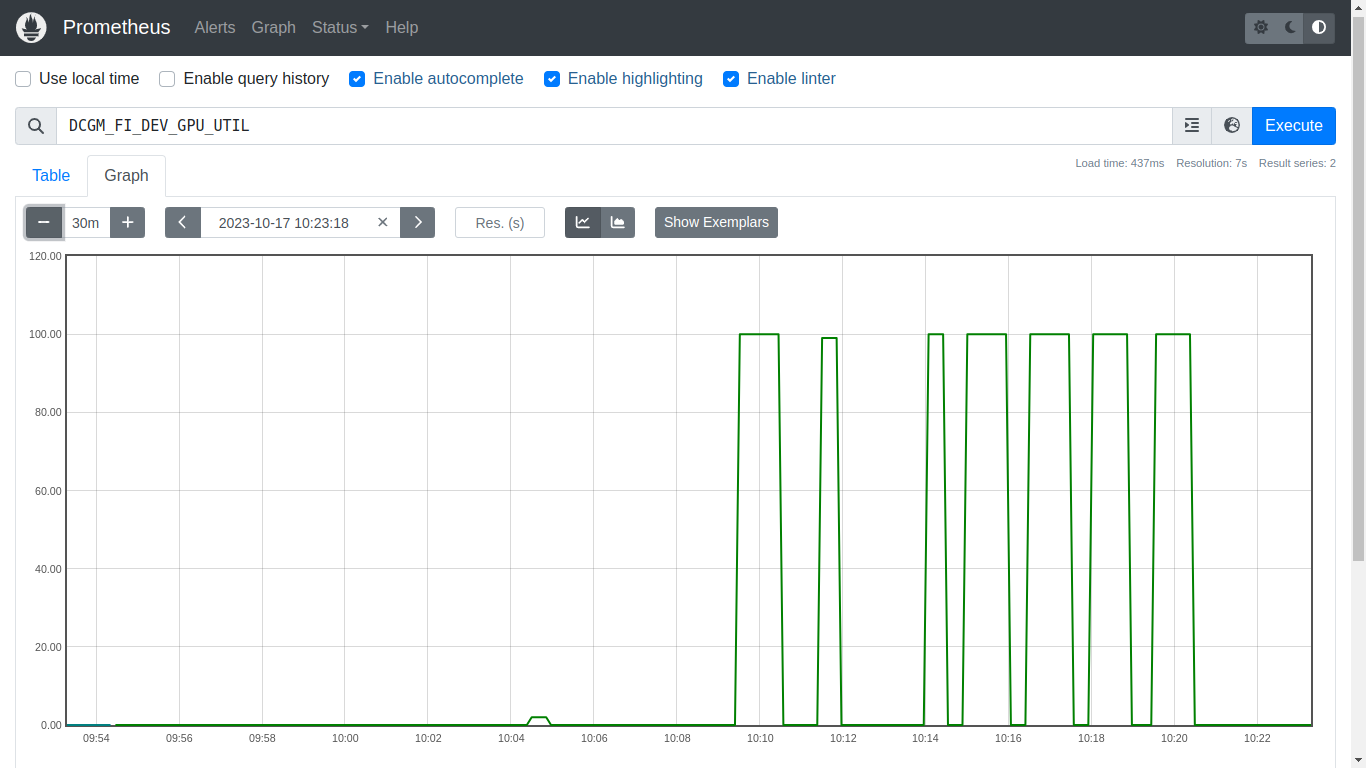 Prometheus Alerts Graph Status Help
Use local time Enable query history Enable autocomplete Enable highlighting Enable linter
DCGM_FI_DEV_GPU_UTIL Execute
Load time: 437ms Resolution: 7s Result series: 2
Table Graph
30m 2023-10-17 10:23:18 Res. (s) Show Exemplars
120.00
100.00
80.00
60.00
40.00
20.00
0.00
09:54 09:56 09:58 10:00 10:02 10:04 10:06 10:08 10:10 10:12 10:14 10:16 10:18 10:20 10:22